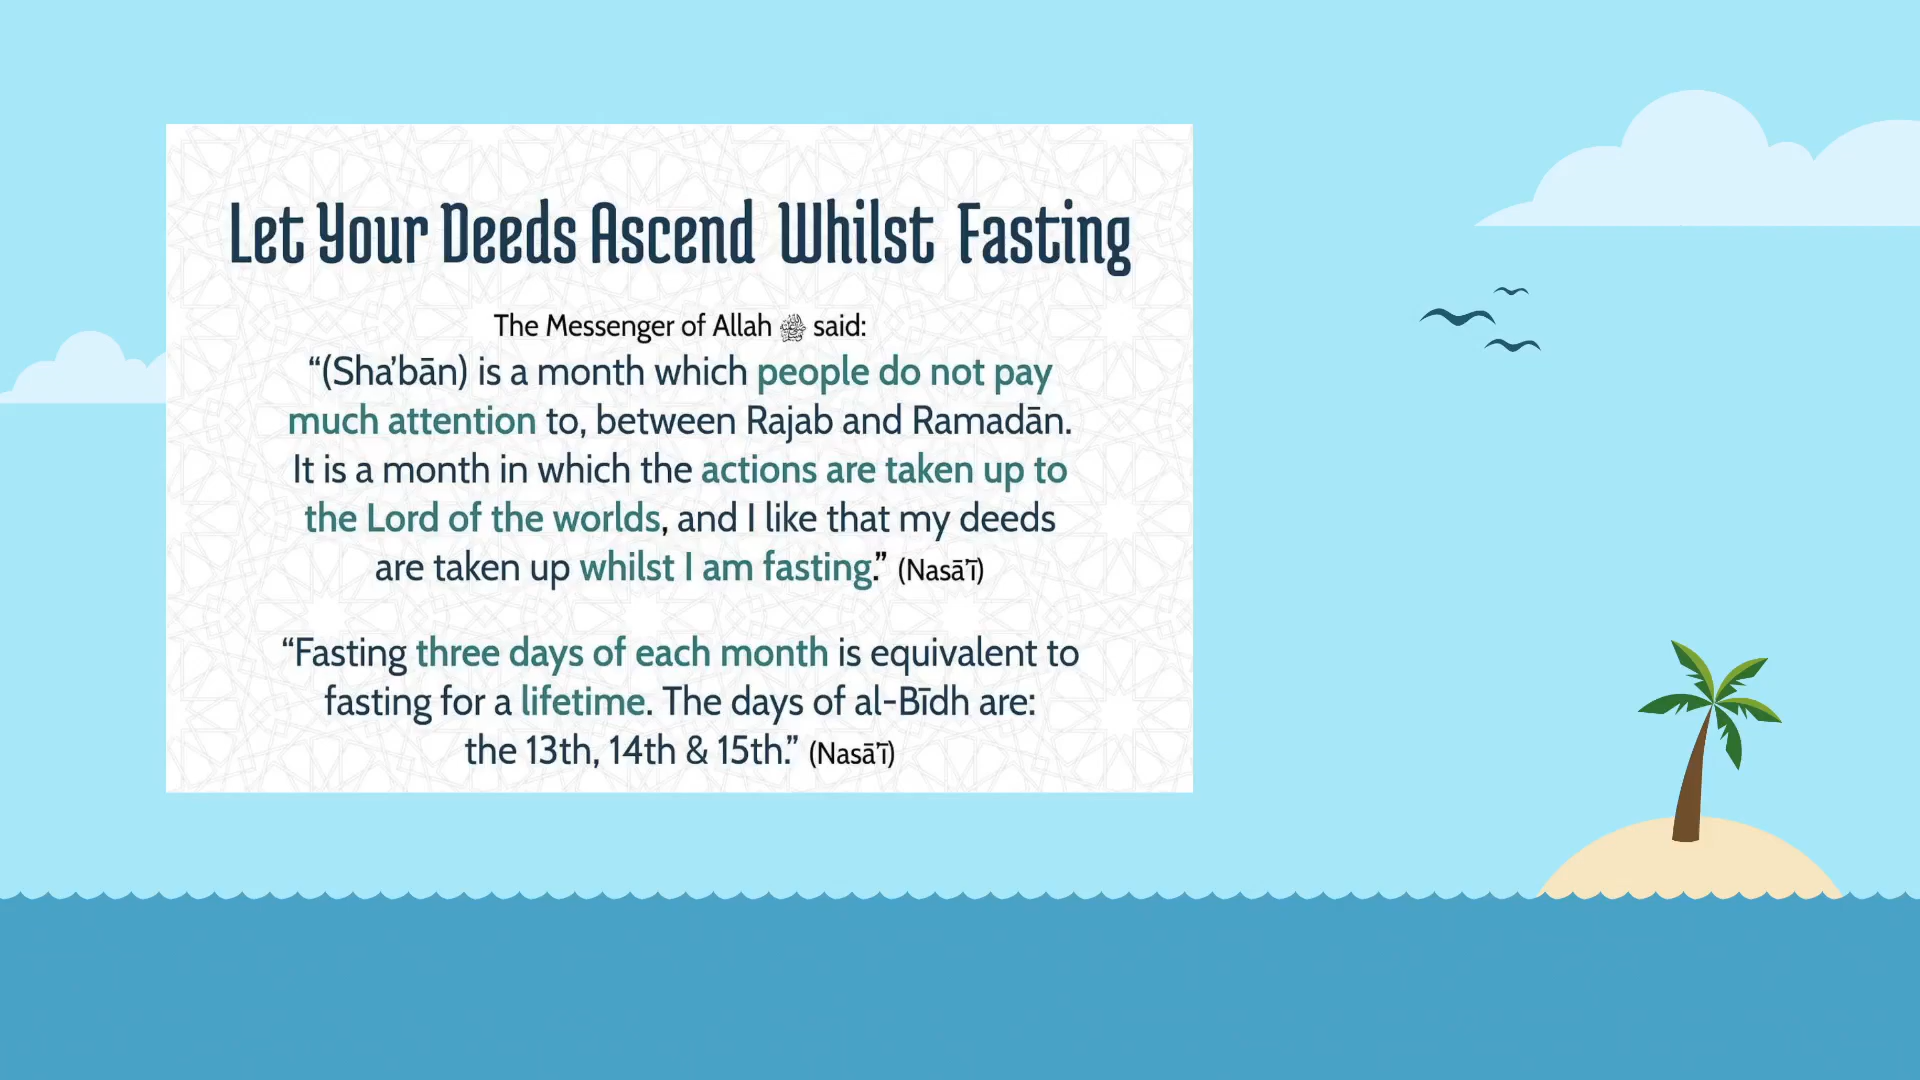 Let Your Deeds Ascend Whilst Fasting
The Messenger of Allah ﷺ said:
“(Sha’bān) is a month which people do not pay
much attention to, between Rajab and Ramadān.
It is a month in which the actions are taken up to
the Lord of the worlds, and I like that my deeds
are taken up whilst I am fasting.” (Nasā’ī)
“Fasting three days of each month is equivalent to
fasting for a lifetime. The days of al-Bīdh are:
the 13th, 14th & 15th.” (Nasā’ī)